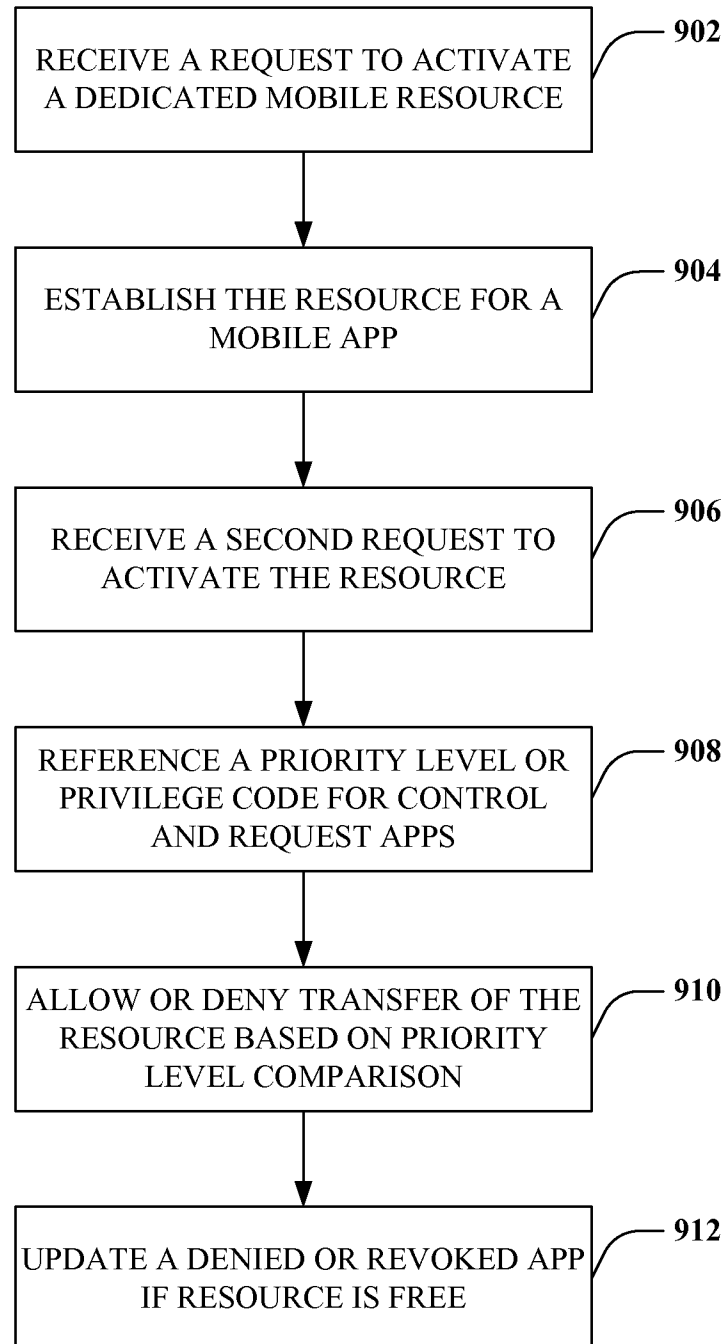 RECEIVE A REQUEST TO ACTIVATE
A DEDICATED MOBILE RESOURCE
902
ESTABLISH THE RESOURCE FOR A
MOBILE APP
904
RECEIVE A SECOND REQUEST TO
ACTIVATE THE RESOURCE
906
REFERENCE A PRIORITY LEVEL OR
PRIVILEGE CODE FOR CONTROL
AND REQUEST APPS
908
ALLOW OR DENY TRANSFER OF THE
RESOURCE BASED ON PRIORITY
LEVEL COMPARISON
910
UPDATE A DENIED OR REVOKED APP
IF RESOURCE IS FREE
912